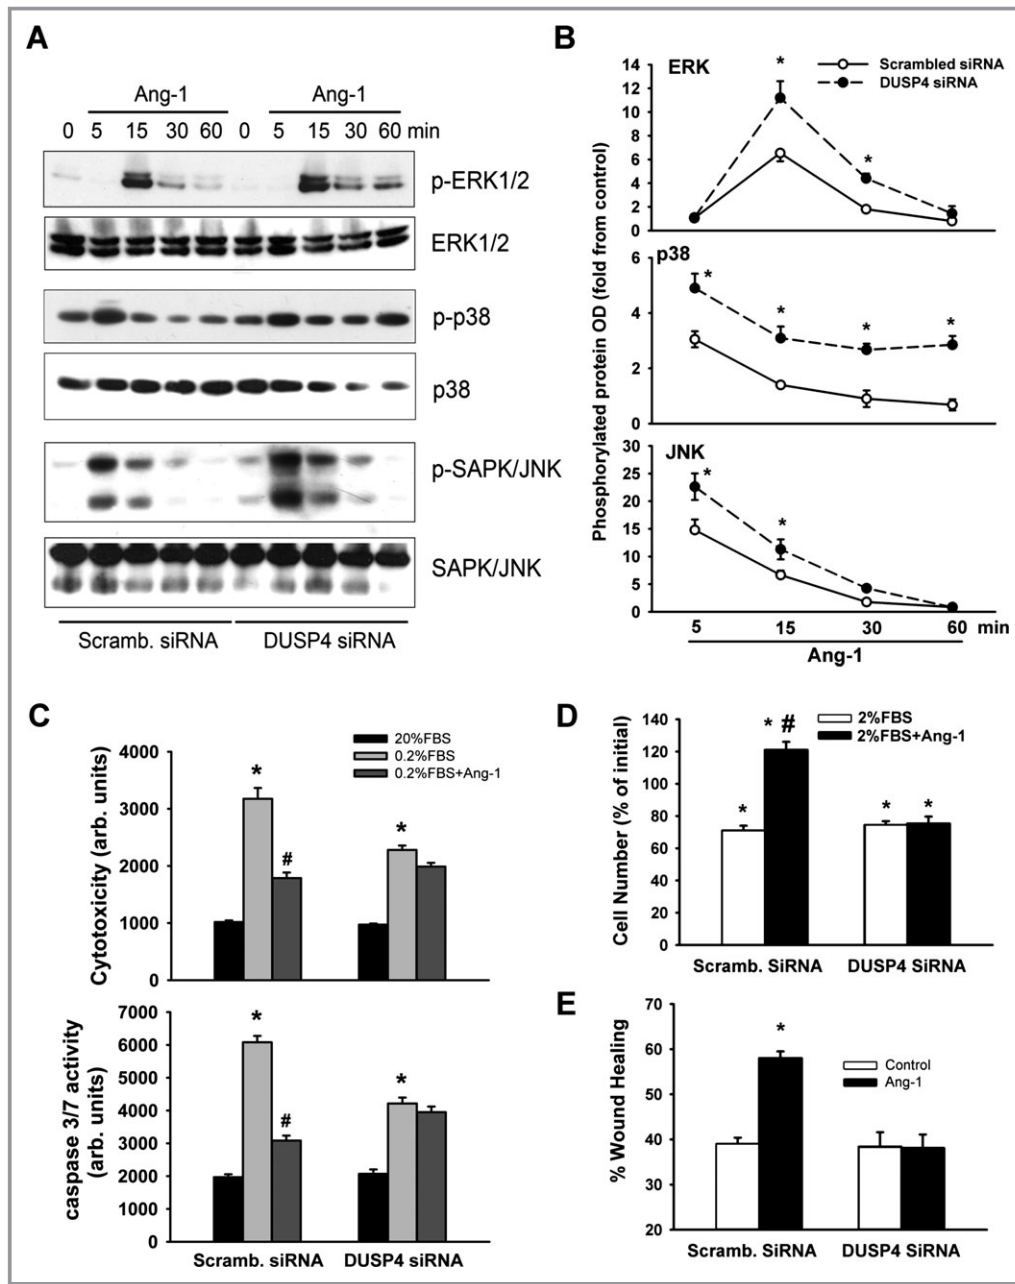 A
Ang-1 Ang-1
0 5 15 30 60 0 5 15 30 60 min
p-ERK1/2
ERK1/2
p-p38
p38
p-SAPK/JNK
SAPK/JNK
Scramb. siRNA DUSP4 siRNA
B
Scrambled siRNA
DUSP4 siRNA
Phosphorylated protein OD (fold from control)
ERK
14
12
10
8
6
4
2
0
*
*
p38
6
4
2
0
*
*
*
*
JNK
30
25
20
15
10
5
0
*
*
5 15 30 60 min
Ang-1
C
20%FBS
0.2%FBS
0.2%FBS+Ang-1
Cytotoxicity (arb. units)
4000
3000
2000
1000
0
*
#
*
caspase 3/7 activity
(arb. units)
7000
6000
5000
4000
3000
2000
1000
0
*
#
*
Scramb. siRNA DUSP4 siRNA
D
2%FBS
2%FBS+Ang-1
Cell Number (% of initial)
140
120
100
80
60
40
20
0
* #
*
* *
Scramb. SiRNA DUSP4 SiRNA
E
Control
Ang-1
% Wound Healing
70
60
50
40
30
20
*
Scramb. SiRNA DUSP4 SiRNA